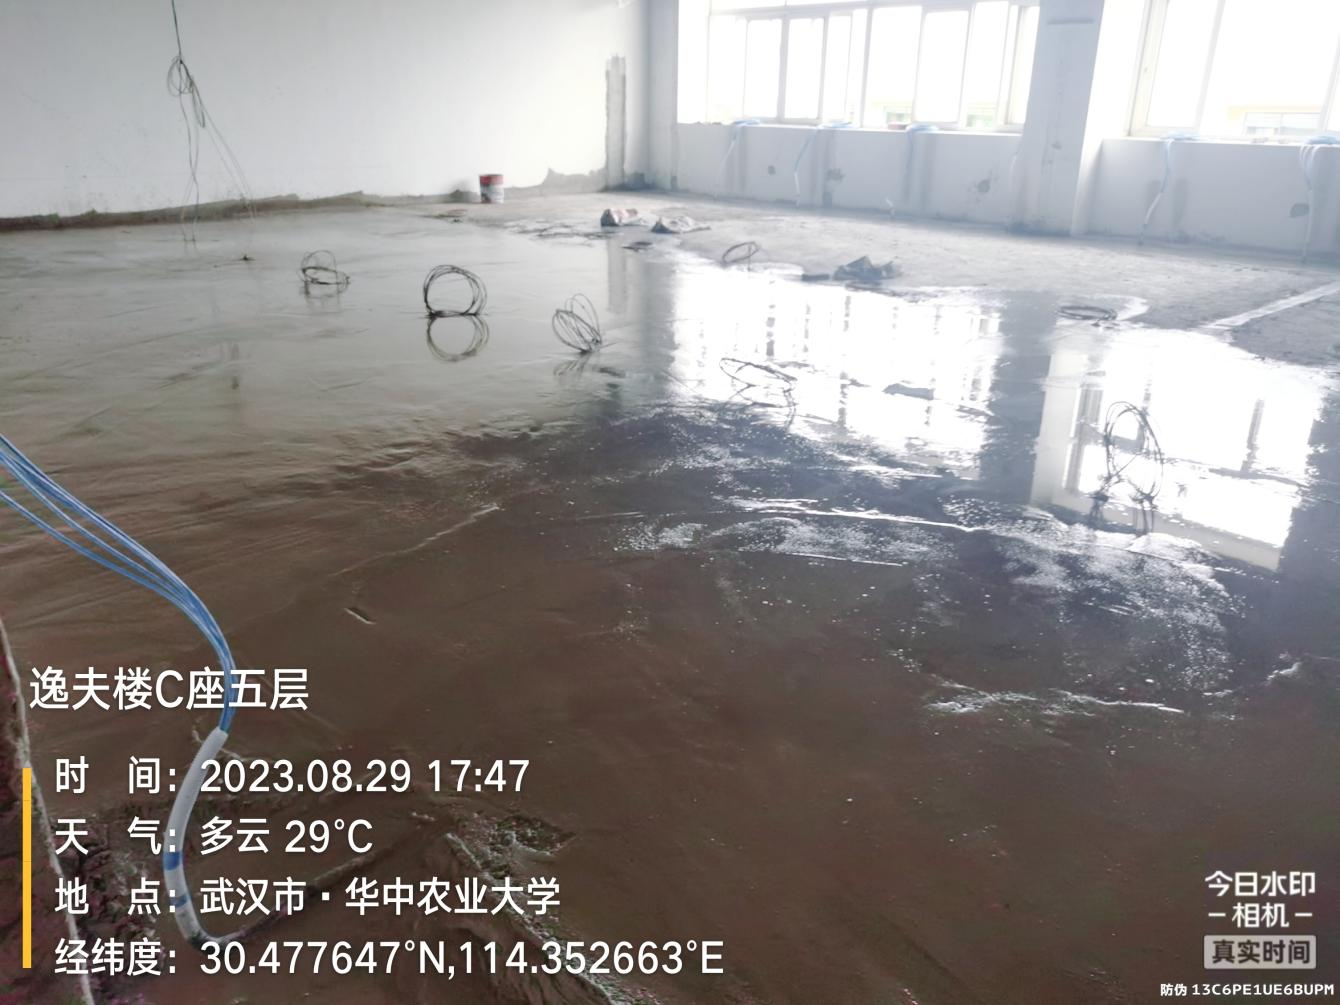 逸夫楼C座五层
时 间：2023.08.29 17:47
天 气：多云 29°C
地 点：武汉市·华中农业大学
经纬度：30.477647°N,114.352663°E
今日水印
相机
真实时间
防伪 13C6PE1UE6BUPM